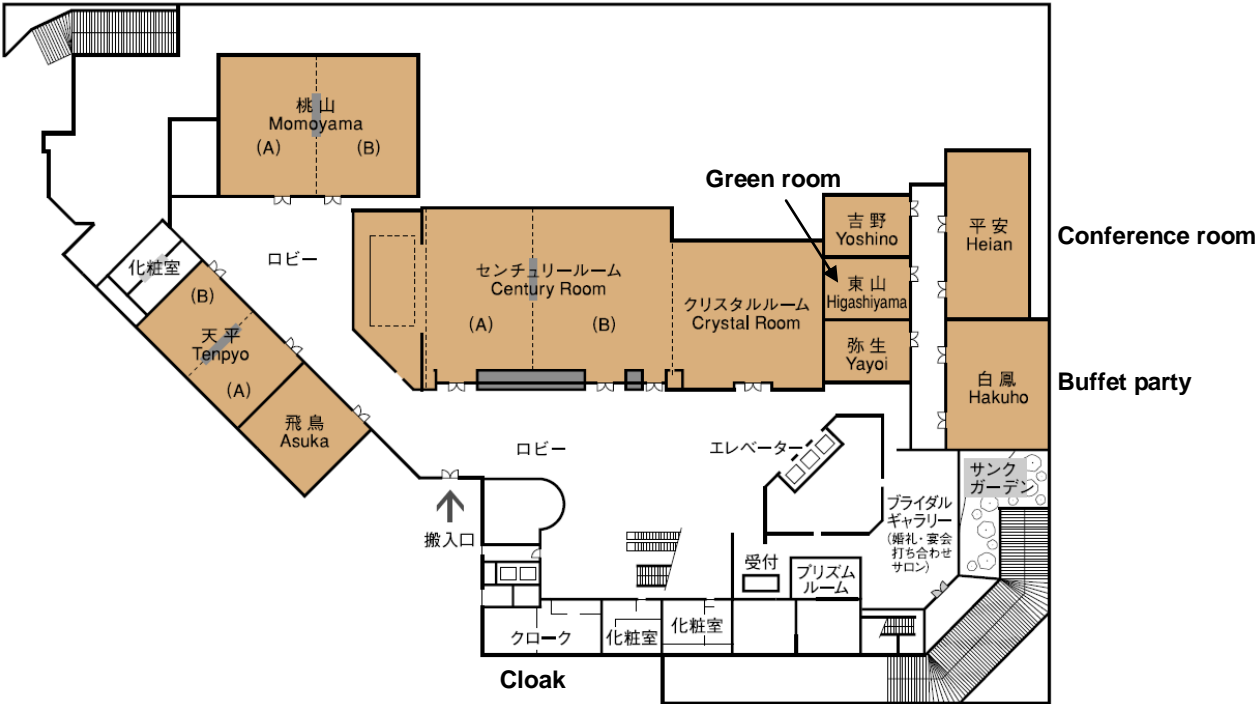 桃 山
Momoyama
(A)
(B)
Green room
吉 野
Yoshino
平 安
Heian
Conference room
化粧室
ロビー
センチュリールーム
Century Room
(A)
(B)
クリスタルルーム
Crystal Room
東 山
Higashiyama
(B)
天 平
Tenpyo
(A)
弥 生
Yayoi
白 鳳
Hakuho
Buffet party
飛 鳥
Asuka
ロビー
エレベーター
サンク
ガーデン
ブライダル
ギャラリー
(婚礼・宴会
打ち合わせ
サロン)
搬入口
受付
プリズム
ルーム
クローク
化粧室
化粧室
Cloak